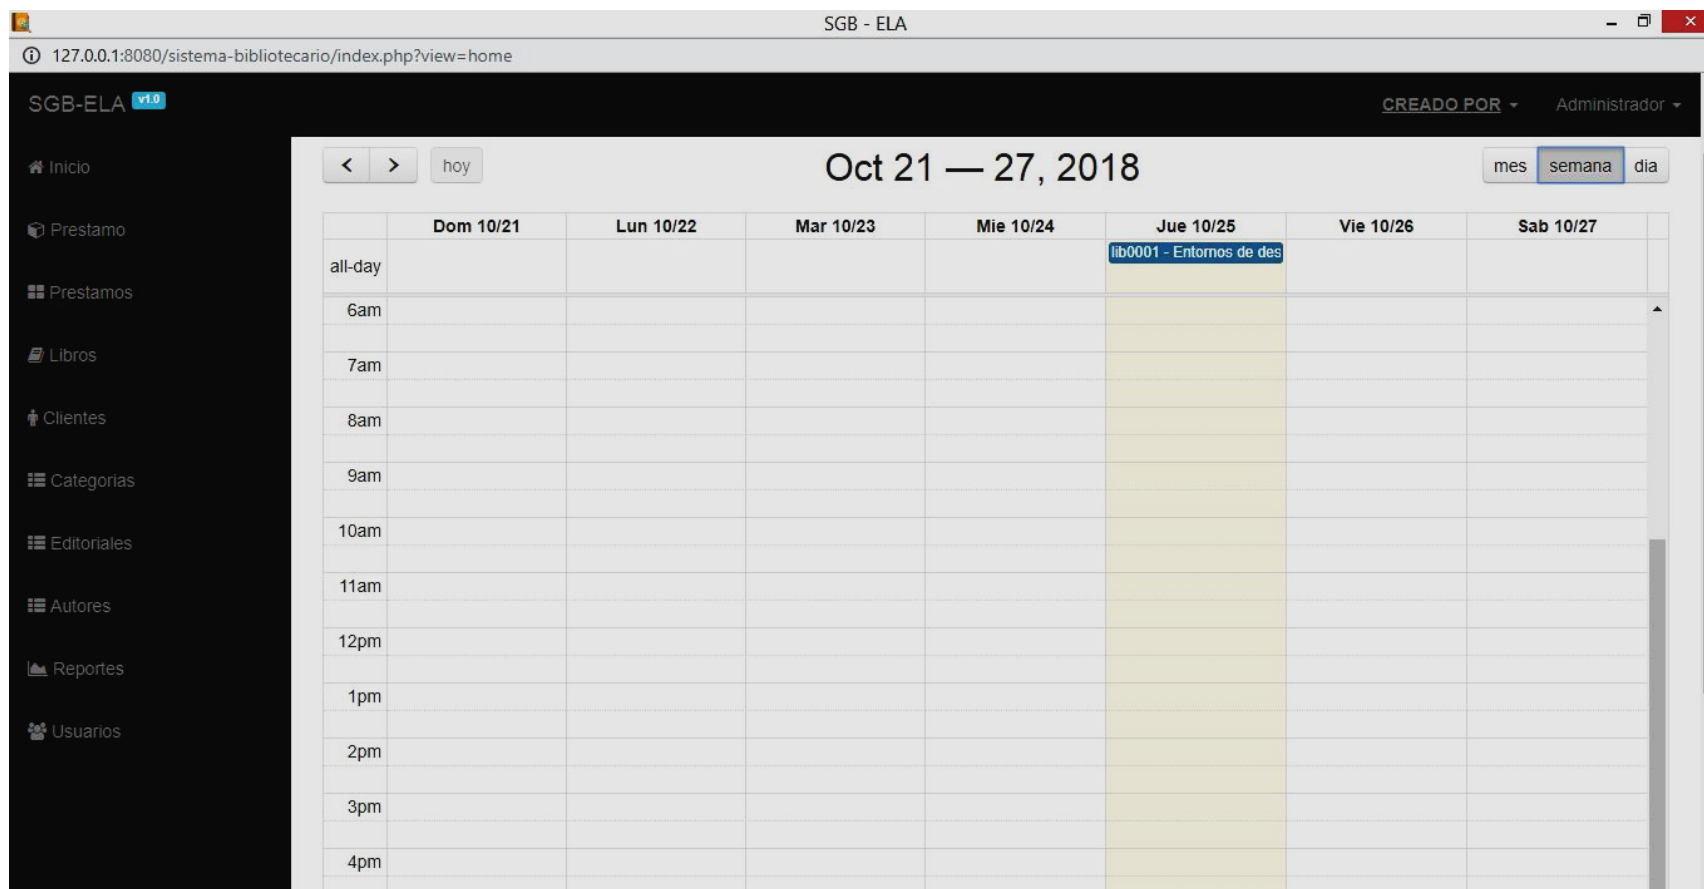 SGB - ELA
127.0.0.1:8080/sistema-bibliotecario/index.php?view=home
SGB-ELA v1.0
CREADO POR
Administrador
Inicio
Prestamo
Prestamos
Libros
Clientes
Categorias
Editoriales
Autores
Reportes
Usuarios
hoy
Oct 21 — 27, 2018
mes semana dia
Dom 10/21 Lun 10/22 Mar 10/23 Mie 10/24 Jue 10/25 Vie 10/26 Sab 10/27
all-day
lib0001 - Entornos de des
6am
7am
8am
9am
10am
11am
12pm
1pm
2pm
3pm
4pm